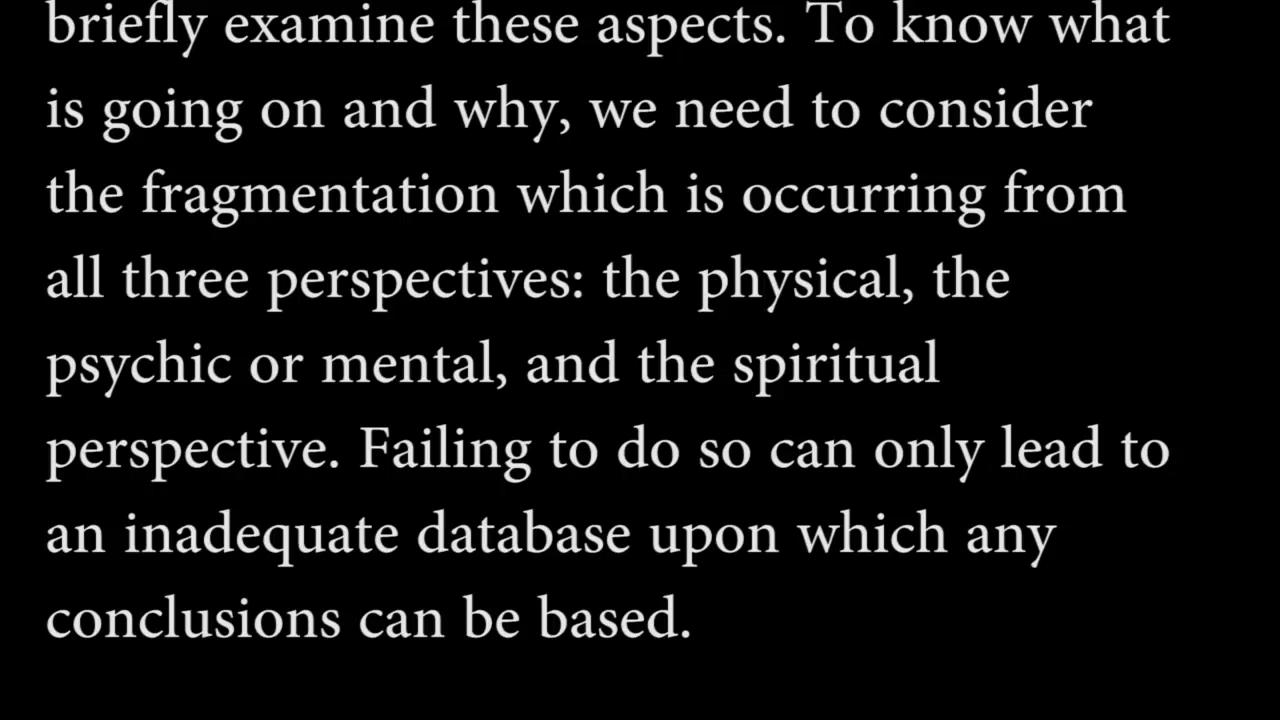 briefly examine these aspects. To know what
is going on and why, we need to consider
the fragmentation which is occurring from
all three perspectives: the physical, the
psychic or mental, and the spiritual
perspective. Failing to do so can only lead to
an inadequate database upon which any
conclusions can be based.